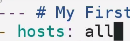 --- # My First
- hosts: all